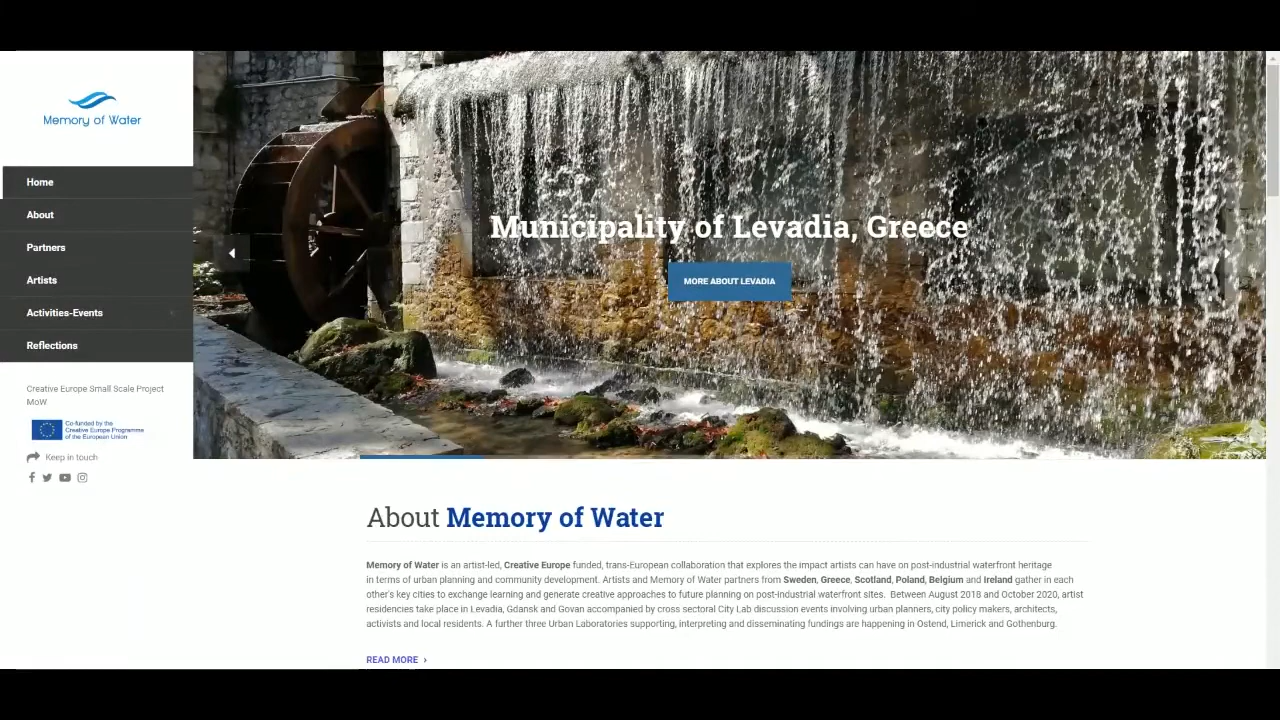 Memory of Water
Home
About
Partners
Artists
Activities-Events
Reflections
Creative Europe Small Scale Project
MoW
Co-funded by the
Creative Europe Programme
of the European Union
Keep in touch
Municipality of Levadia, Greece
MORE ABOUT LEVADIA
About Memory of Water
Memory of Water is an artist-led, Creative Europe funded, trans-European collaboration that explores the impact artists can have on post-industrial waterfront heritage
in terms of urban planning and community development. Artists and Memory of Water partners from Sweden, Greece, Scotland, Poland, Belgium and Ireland gather in each
other's key cities to exchange learning and generate creative approaches to future planning on post-industrial waterfront sites. Between August 2018 and October 2020, artist
residencies take place in Levadia, Gdansk and Govan accompanied by cross sectoral City Lab discussion events involving urban planners, city policy makers, architects,
activists and local residents. A further three Urban Laboratories supporting, interpreting and disseminating fundings are happening in Ostend, Limerick and Gothenburg.
READ MORE ›